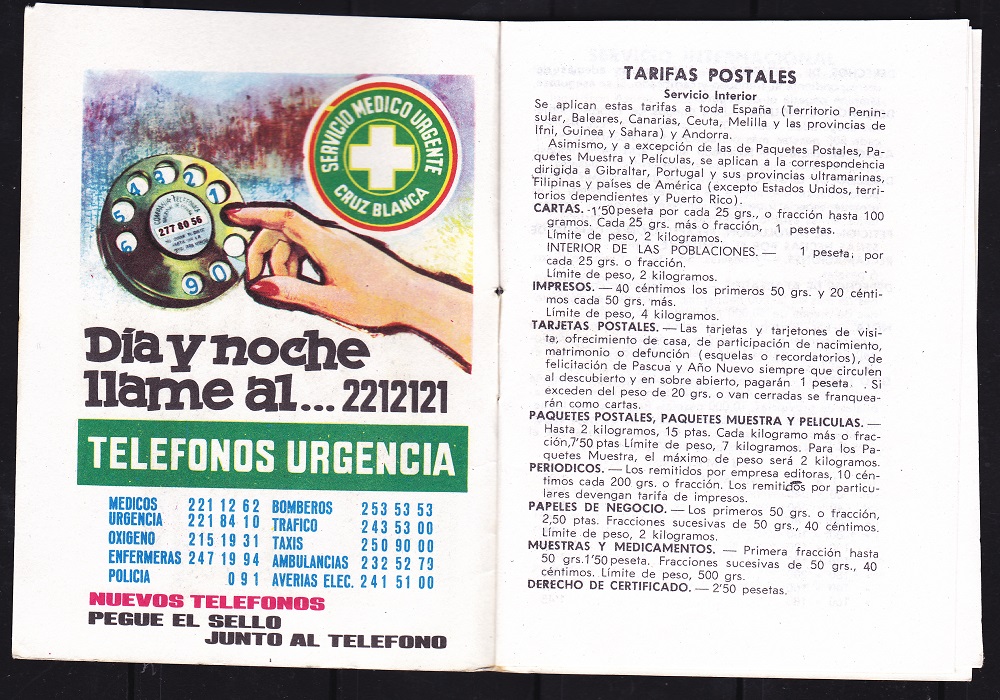 SERVICIO MEDICO URGENTE
CRUZ BLANCA
1
2
3
4
5
6
9
0
277 80 56
Día y noche
llame al... 2212121
TELEFONOS URGENCIA
MEDICOS 221 12 62
URGENCIA 221 84 10
OXIGENO 215 19 31
ENFERMERAS 247 19 94
POLICIA 091
BOMBEROS 253 53 53
TRAFICO 243 53 00
TAXIS 250 90 00
AMBULANCIAS 232 52 79
AVERIAS ELEC. 241 51 00
NUEVOS TELEFONOS
PEGUE EL SELLO
JUNTO AL TELEFONO
TARIFAS POSTALES
Servicio Interior
Se aplican estas tarifas a toda España (Territorio Penin-
sular, Baleares, Canarias, Ceuta, Melilla y las provincias de
Ifni, Guinea y Sahara) y Andorra.
Asimismo, y a excepción de las de Paquetes Postales, Pa-
quetes Muestra y Películas, se aplican a la correspondencia
dirigida a Gibraltar, Portugal y sus provincias ultramarinas,
Filipinas y países de América (excepto Estados Unidos, terri-
torios dependientes y Puerto Rico).
CARTAS. -1'50 peseta por cada 25 grs., o fracción hasta 100
gramos. Cada 25 grs. más o fracción, 1 pesetas.
Límite de peso, 2 kilogramos.
INTERIOR DE LAS POBLACIONES. — 1 peseta, por
cada 25 grs. o fracción.
Límite de peso, 2 kilogramos.
IMPRESOS. — 40 céntimos los primeros 50 grs. y 20 cénti-
mos cada 50 grs. más.
Límite de peso, 4 kilogramos.
TARJETAS POSTALES. — Las tarjetas y tarjetones de visi-
ta, ofrecimiento de casa, de participación de nacimiento,
matrimonio o defunción (esquelas o recordatorios), de
felicitación de Pascua y Año Nuevo siempre que circulen
al descubierto y en sobre abierto, pagarán 1 peseta. . Si
exceden del peso de 20 grs. o van cerradas se franquea-
rán como cartas.
PAQUETES POSTALES, PAQUETES MUESTRA Y PELICULAS. —
Hasta 2 kilogramos, 15 ptas. Cada kilogramo más o frac-
ción, 7'50 ptas Límite de peso, 7 kilogramos. Para los Pa-
quetes Muestra, el máximo de peso será 2 kilogramos.
PERIODICOS. — Los remitidos por empresa editoras, 10 cén-
timos cada 200 grs. o fracción. Los remitidos por particu-
lares devengan tarifa de impresos.
PAPELES DE NEGOCIO. — Los primeros 50 grs. o fracción,
2,50 ptas. Fracciones sucesivas de 50 grs., 40 céntimos.
Límite de peso, 2 kilogramos.
MUESTRAS Y MEDICAMENTOS. — Primera fracción hasta
50 grs. 1'50 peseta. Fracciones sucesivas de 50 grs., 40
céntimos. Límite de peso, 500 grs.
DERECHO DE CERTIFICADO. — 2'50 pesetas.